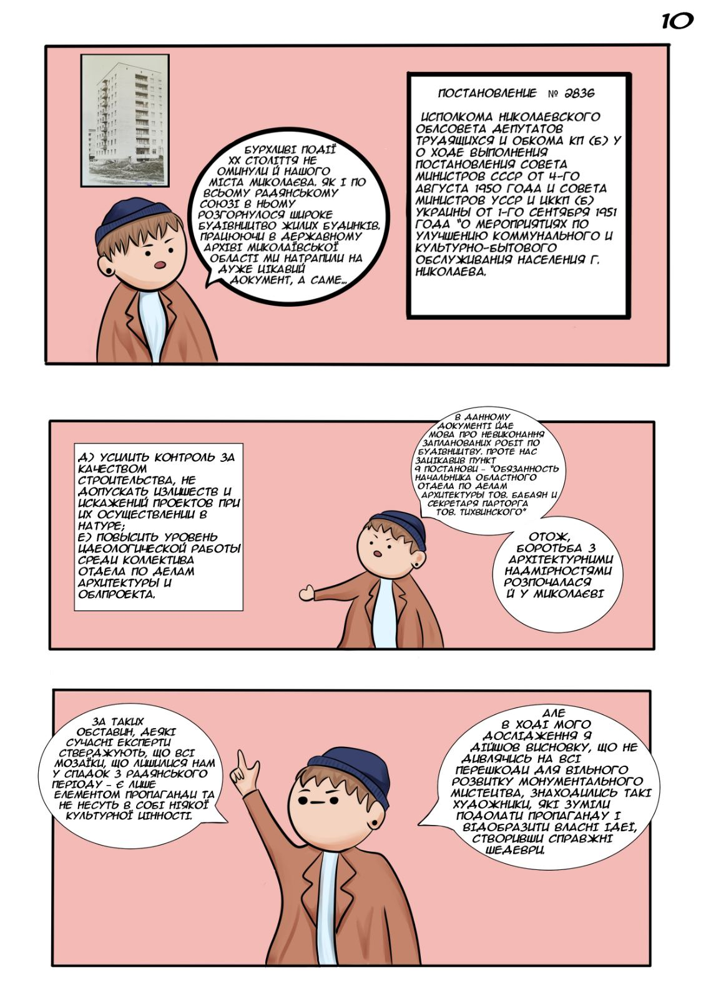 10
БУРХЛИВІ ПОДІЇ
ХХ СТОЛІТТЯ НЕ
ОМИНУЛИ Й НАШОГО
МІСТА МИКОЛАЄВА. ЯК І ПО
ВСЬОМУ РАДЯНСЬКОМУ
СОЮЗІ В НЬОМУ
РОЗГОРНУЛОСЯ ШИРОКЕ
БУДІВНИЦТВО ЖИЛИХ БУДИНКІВ.
ПРАЦЮЮЧИ В ДЕРЖАВНОМУ
АРХІВІ МИКОЛАЇВСЬКОЇ
ОБЛАСТІ МИ НАТРАПИЛИ НА
ДУЖЕ ЦІКАВИЙ
ДОКУМЕНТ, А САМЕ...
ПОСТАНОВЛЕНИЕ № 2836
ИСПОЛКОМА НИКОЛАЕВСКОГО
ОБЛСОВЕТА ДЕПУТАТОВ
ТРУДЯЩИХСЯ И ОБКОМА КП (Б) У
О ХОДЕ ВЫПОЛНЕНИЯ
ПОСТАНОВЛЕНИЯ СОВЕТА
МИНИСТРОВ СССР ОТ 4-ГО
АВГУСТА 1950 ГОДА И СОВЕТА
МИНИСТРОВ УССР И ЦККП (Б)
УКРАИНЫ ОТ 1-ГО СЕНТЯБРЯ 1951
ГОДА "О МЕРОПРИЯТИЯХ ПО
УЛУЧШЕНИЮ КОММУНАЛЬНОГО И
КУЛЬТУРНО-БЫТОВОГО
ОБСЛУЖИВАНИЯ НАСЕЛЕНИЯ Г.
НИКОЛАЕВА.
Д) УСИЛИТЬ КОНТРОЛЬ ЗА
КАЧЕСТВОМ
СТРОИТЕЛЬСТВА, НЕ
ДОПУСКАТЬ ИЗЛИШЕСТВ И
ИСКАЖЕНИЙ ПРОЕКТОВ ПРИ
ИХ ОСУЩЕСТВЛЕНИИ В
НАТУРЕ;
Е) ПОВЫСИТЬ УРОВЕНЬ
ИДЕОЛОГИЧЕСКОЙ РАБОТЫ
СРЕДИ КОЛЛЕКТИВА
ОТДЕЛА ПО ДЕЛАМ
АРХИТЕКТУРЫ И
ОБЛПРОЕКТА.
В ДАННОМУ
ДОКУМЕНТІ ЙДЕ
МОВА ПРО НЕВИКОНАННЯ
ЗАПЛАНОВАНИХ РОБІТ ПО
БУДІВНИЦТВУ. ПРОТЕ НАС
ЗАЦІКАВИВ ПУНКТ
9 ПОСТАНОВИ - "ОБЯЗАННОСТЬ
НАЧАЛЬНИКА ОБЛАСТНОГО
ОТДЕЛА ПО ДЕЛАМ
АРХИТЕКТУРЫ ТОВ. БАБАЯН И
СЕКРЕТАРЯ ПАРТОРГА
ТОВ. ТИХВИНСКОГО"
ОТОЖ,
БОРОТЬБА З
АРХІТЕКТУРНИМИ
НАДМІРНОСТЯМИ
РОЗПОЧАЛАСЯ
Й У МИКОЛАЄВІ
ЗА ТАКИХ
ОБСТАВИН, ДЕЯКІ
СУЧАСНІ ЕКСПЕРТИ
СТВЕРДЖУЮТЬ, ЩО ВСІ
МОЗАЇКИ, ЩО ЛИШИЛИСЯ НАМ
У СПАДОК З РАДЯНСЬКОГО
ПЕРІОДУ - Є ЛИШЕ
ЕЛЕМЕНТОМ ПРОПАГАНДИ ТА
НЕ НЕСУТЬ В СОБІ НІЯКОЇ
КУЛЬТУРНОЇ ЦІННОСТІ.
АЛЕ
В ХОДІ МОГО
ДОСЛІДЖЕННЯ Я
ДІЙШОВ ВИСНОВКУ, ЩО НЕ
ДИВЛЯЧИСЬ НА ВСІ
ПЕРЕШКОДИ ДЛЯ ВІЛЬНОГО
РОЗВИТКУ МОНУМЕНТАЛЬНОГО
МИСТЕЦТВА, ЗНАХОДИЛИСЬ ТАКІ
ХУДОЖНИКИ, ЯКІ ЗУМІЛИ
ПОДОЛАТИ ПРОПАГАНДУ І
ВІДОБРАЗИТИ ВЛАСНІ ІДЕЇ,
СТВОРИВШИ СПРАВЖНІ
ШЕДЕВРИ.